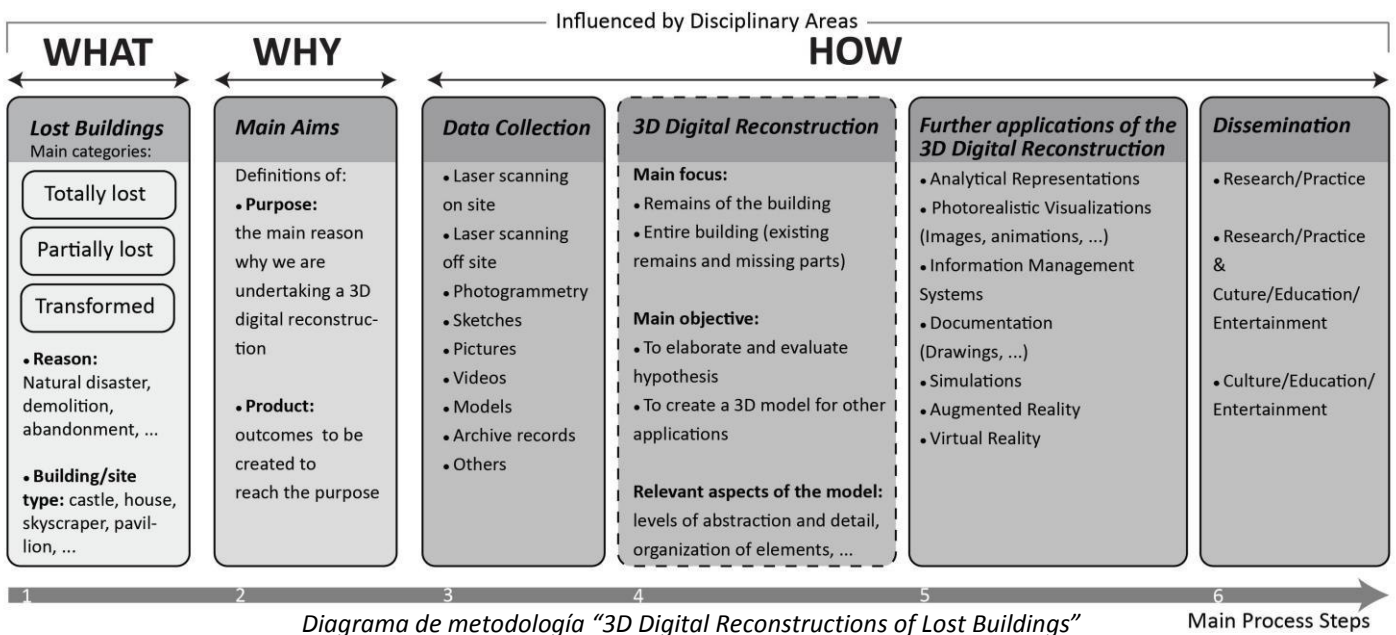 Influenced by Disciplinary Areas
WHAT
WHY
HOW
Lost Buildings
Main categories:
Totally lost
Partially lost
Transformed
• Reason:
Natural disaster,
demolition,
abandonment, ...
• Building/site
type: castle, house,
skyscraper, pavil-
lion, ...
Main Aims
Definitions of:
• Purpose:
the main reason
why we are
undertaking a 3D
digital reconstruc-
tion
• Product:
outcomes to be
created to
reach the purpose
Data Collection
• Laser scanning
on site
• Laser scanning
off site
• Photogrammetry
• Sketches
• Pictures
• Videos
• Models
• Archive records
• Others
3D Digital Reconstruction
Main focus:
• Remains of the building
• Entire building (existing
remains and missing parts)
Main objective:
• To elaborate and evaluate
hypothesis
• To create a 3D model for other
applications
Relevant aspects of the model:
levels of abstraction and detail,
organization of elements, ...
Further applications of the
3D Digital Reconstruction
• Analytical Representations
• Photorealistic Visualizations
(Images, animations, ...)
• Information Management
Systems
• Documentation
(Drawings, ...)
• Simulations
• Augmented Reality
• Virtual Reality
Dissemination
• Research/Practice
• Research/Practice
&
Cuture/Education/
Entertainment
• Culture/Education/
Entertainment
1 2 3 4 5 6
Main Process Steps
Diagrama de metodología “3D Digital Reconstructions of Lost Buildings”